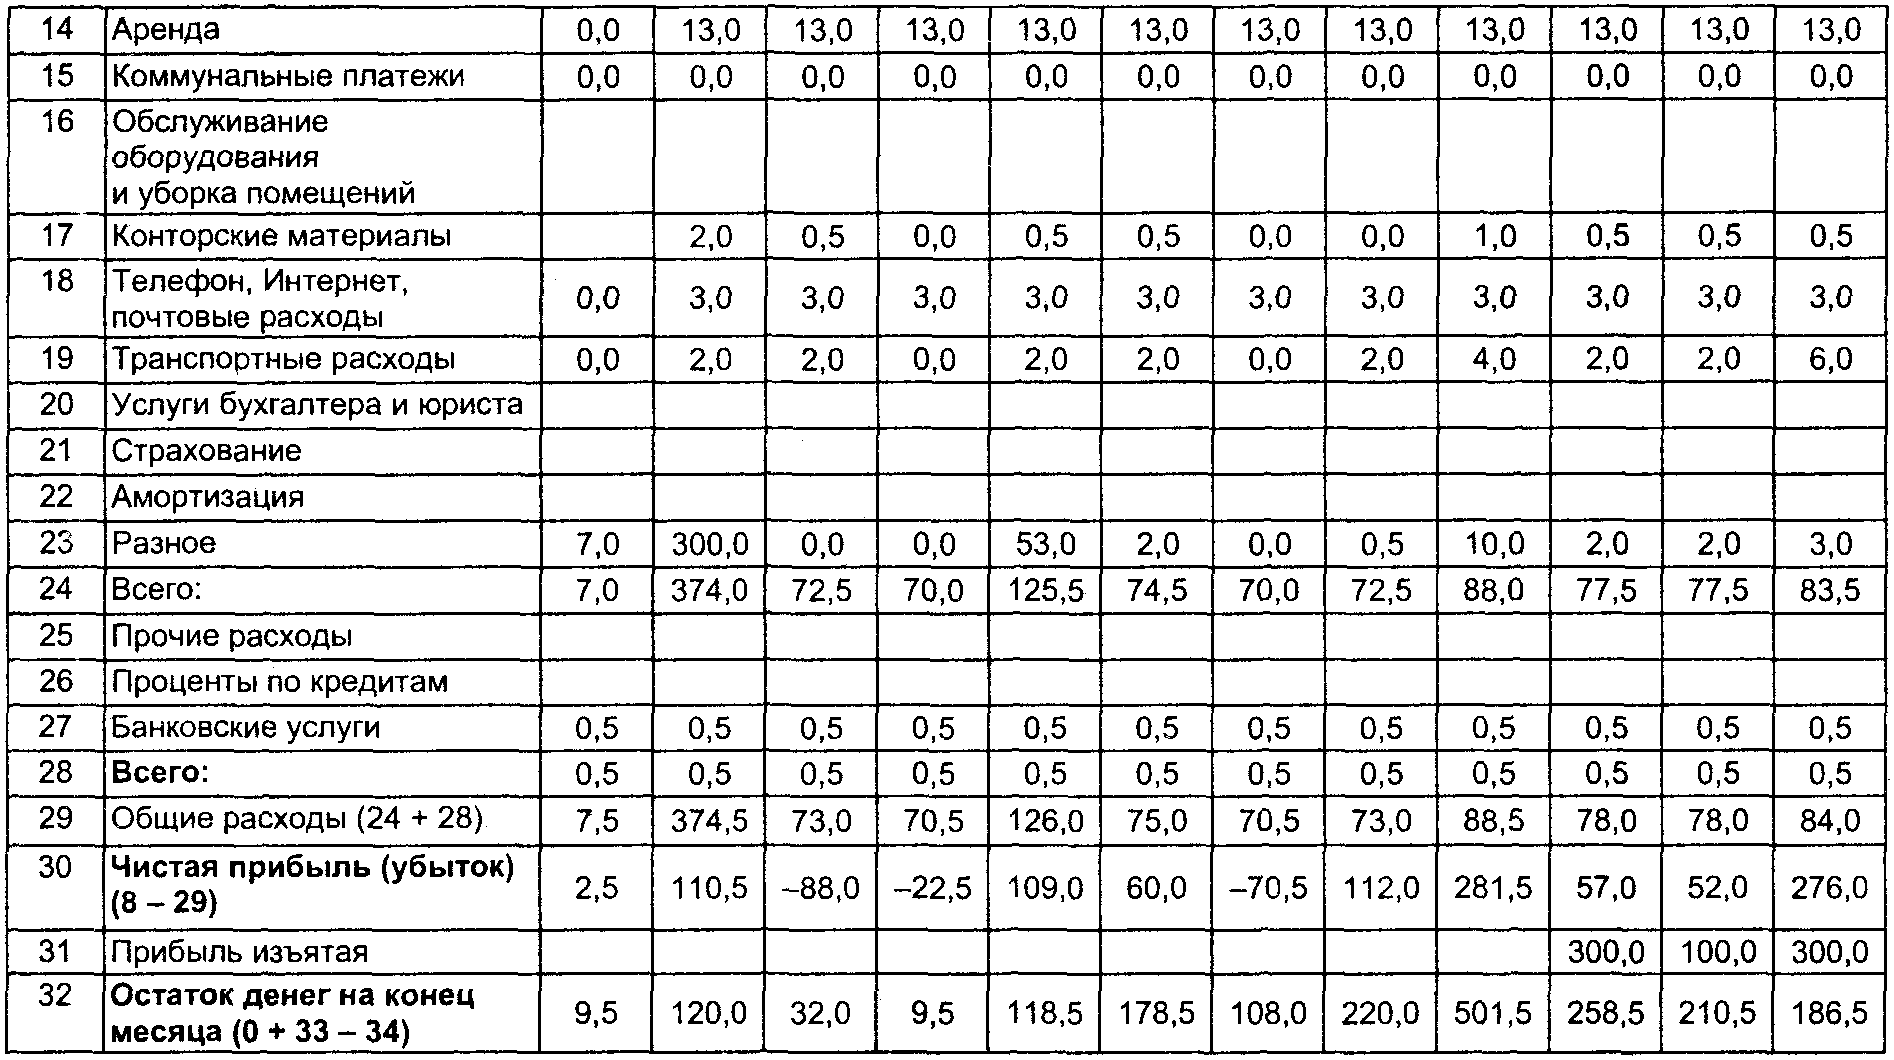 14 Аренда 0,0 13,0 13,0 13,0 13,0 13,0 13,0 13,0 13,0 13,0 13,0 13,0
15 Коммунальные платежи 0,0 0,0 0,0 0,0 0,0 0,0 0,0 0,0 0,0 0,0 0,0 0,0
16 Обслуживание
оборудования
и уборка помещений
17 Конторские материалы 2,0 0,5 0,0 0,5 0,5 0,0 0,0 1,0 0,5 0,5 0,5
18 Телефон, Интернет,
почтовые расходы 0,0 3,0 3,0 3,0 3,0 3,0 3,0 3,0 3,0 3,0 3,0 3,0
19 Транспортные расходы 0,0 2,0 2,0 0,0 2,0 2,0 0,0 2,0 4,0 2,0 2,0 6,0
20 Услуги бухгалтера и юриста
21 Страхование
22 Амортизация
23 Разное 7,0 300,0 0,0 0,0 53,0 2,0 0,0 0,5 10,0 2,0 2,0 3,0
24 Всего: 7,0 374,0 72,5 70,0 125,5 74,5 70,0 72,5 88,0 77,5 77,5 83,5
25 Прочие расходы
26 Проценты по кредитам
27 Банковские услуги 0,5 0,5 0,5 0,5 0,5 0,5 0,5 0,5 0,5 0,5 0,5 0,5
28 Всего: 0,5 0,5 0,5 0,5 0,5 0,5 0,5 0,5 0,5 0,5 0,5 0,5
29 Общие расходы (24 + 28) 7,5 374,5 73,0 70,5 126,0 75,0 70,5 73,0 88,5 78,0 78,0 84,0
30 Чистая прибыль (убыток)
(8 – 29) 2,5 110,5 –88,0 –22,5 109,0 60,0 –70,5 112,0 281,5 57,0 52,0 276,0
31 Прибыль изъятая 300,0 100,0 300,0
32 Остаток денег на конец
месяца (0 + 33 – 34) 9,5 120,0 32,0 9,5 118,5 178,5 108,0 220,0 501,5 258,5 210,5 186,5